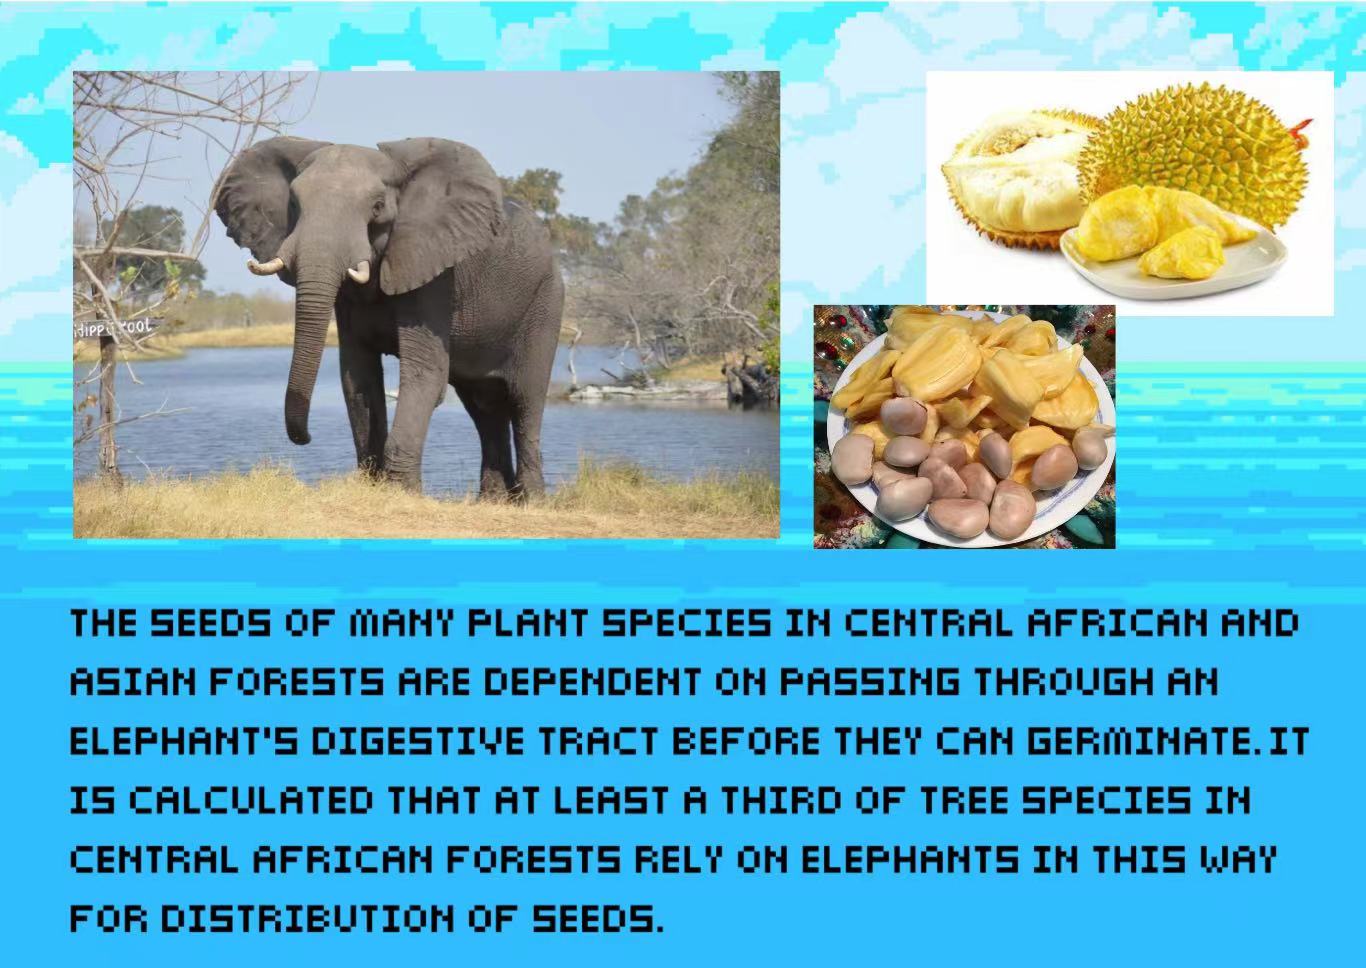 Hippo Pool
THE SEEDS OF MANY PLANT SPECIES IN CENTRAL AFRICAN AND
ASIAN FORESTS ARE DEPENDENT ON PASSING THROUGH AN
ELEPHANT'S DIGESTIVE TRACT BEFORE THEY CAN GERMINATE.IT
IS CALCULATED THAT AT LEAST A THIRD OF TREE SPECIES IN
CENTRAL AFRICAN FORESTS RELY ON ELEPHANTS IN THIS WAY
FOR DISTRIBUTION OF SEEDS.